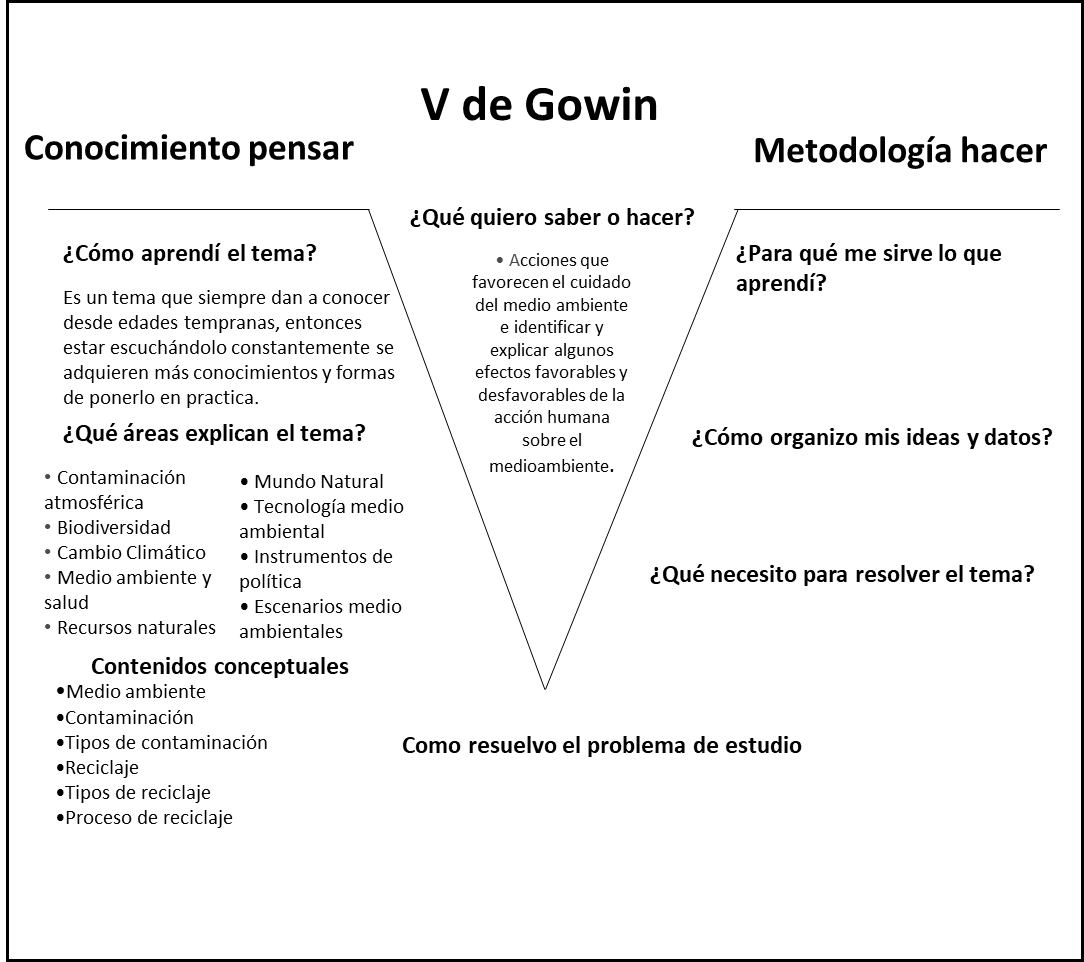 V de Gowin
Conocimiento pensar
¿Cómo aprendí el tema?
Es un tema que siempre dan a conocer
desde edades tempranas, entonces
estar escuchándolo constantemente se
adquieren más conocimientos y formas
de ponerlo en practica.
¿Qué áreas explican el tema?
• Contaminación
atmosférica
• Biodiversidad
• Cambio Climático
• Medio ambiente y
salud
• Recursos naturales
• Mundo Natural
• Tecnología medio
ambiental
• Instrumentos de
política
• Escenarios medio
ambientales
Contenidos conceptuales
•Medio ambiente
•Contaminación
•Tipos de contaminación
•Reciclaje
•Tipos de reciclaje
•Proceso de reciclaje
¿Qué quiero saber o hacer?
• Acciones que
favorecen el cuidado
del medio ambiente
e identificar y
explicar algunos
efectos favorables y
desfavorables de la
acción humana
sobre el
medioambiente.
Metodología hacer
¿Para qué me sirve lo que
aprendí?
¿Cómo organizo mis ideas y datos?
¿Qué necesito para resolver el tema?
Como resuelvo el problema de estudio